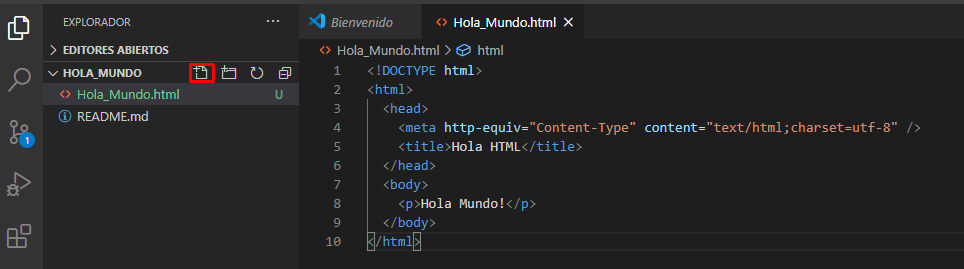 EXPLORADOR
EDITORES ABIERTOS
HOLA_MUNDO
Hola_Mundo.html U
README.md
1
Bienvenido
Hola_Mundo.html
Hola_Mundo.html > html
1 <!DOCTYPE html>
2 <html>
3 <head>
4 <meta http-equiv="Content-Type" content="text/html;charset=utf-8" />
5 <title>Hola HTML</title>
6 </head>
7 <body>
8 <p>Hola Mundo!</p>
9 </body>
10 </html>